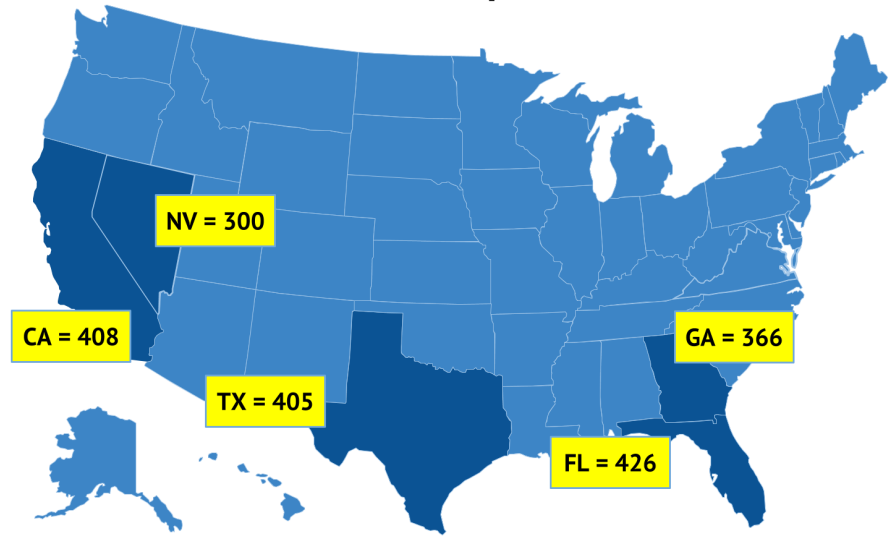 NV = 300
CA = 408
GA = 366
TX = 405
FL = 426